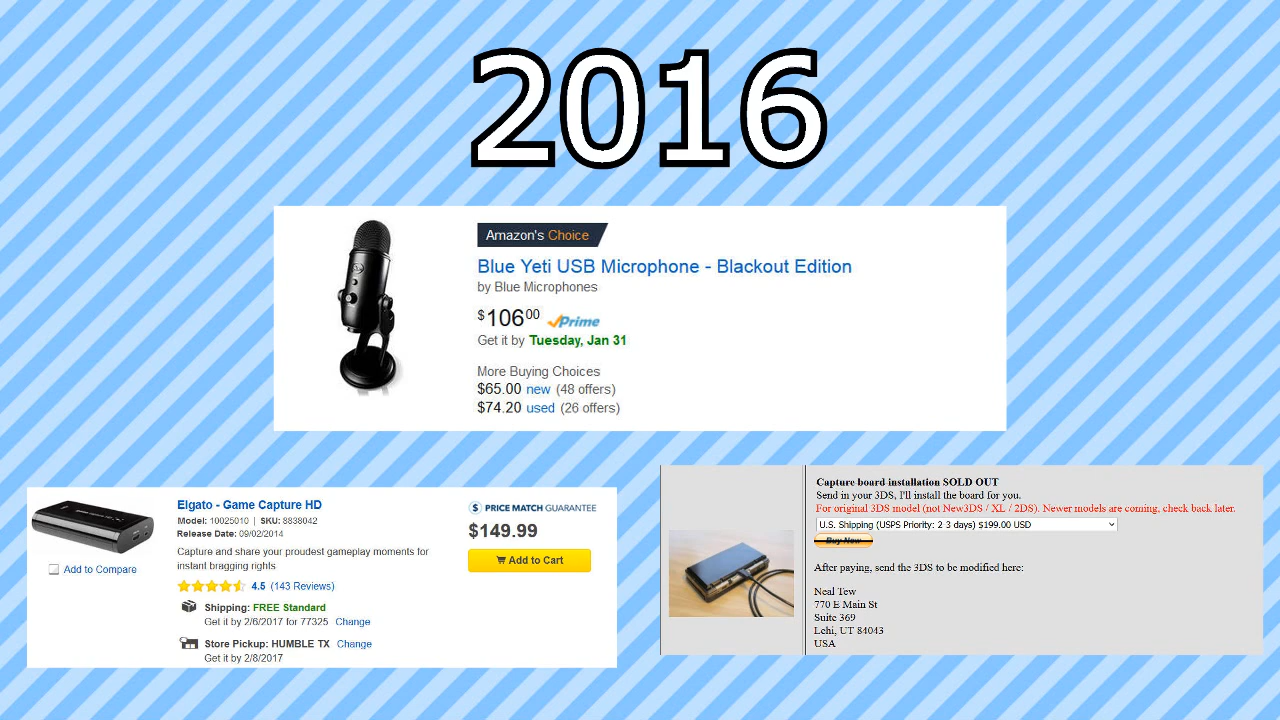 2016
Amazon's Choice
Blue Yeti USB Microphone - Blackout Edition
by Blue Microphones
$10600 Prime
Get it by Tuesday, Jan 31
More Buying Choices
$65.00 new (48 offers)
$74.20 used (26 offers)
Elgato - Game Capture HD
Model: 10025010 | SKU: 8838042
Release Date: 09/02/2014
Capture and share your proudest gameplay moments for
instant bragging rights
4.5 (143 Reviews)
Shipping: FREE Standard
Get it by 2/6/2017 for 77325 Change
Store Pickup: HUMBLE TX Change
Get it by 2/8/2017
Add to Compare
$ PRICE MATCH GUARANTEE
$149.99
Add to Cart
Capture board installation SOLD OUT
Send in your 3DS, I'll install the board for you.
For original 3DS model (not New3DS / XL / 2DS). Newer models are coming, check back later.
U.S. Shipping (USPS Priority: 2 3 days) $199.00 USD
Buy Now
After paying, send the 3DS to be modified here:
Neal Tew
770 E Main St
Suite 369
Lehi, UT 84043
USA